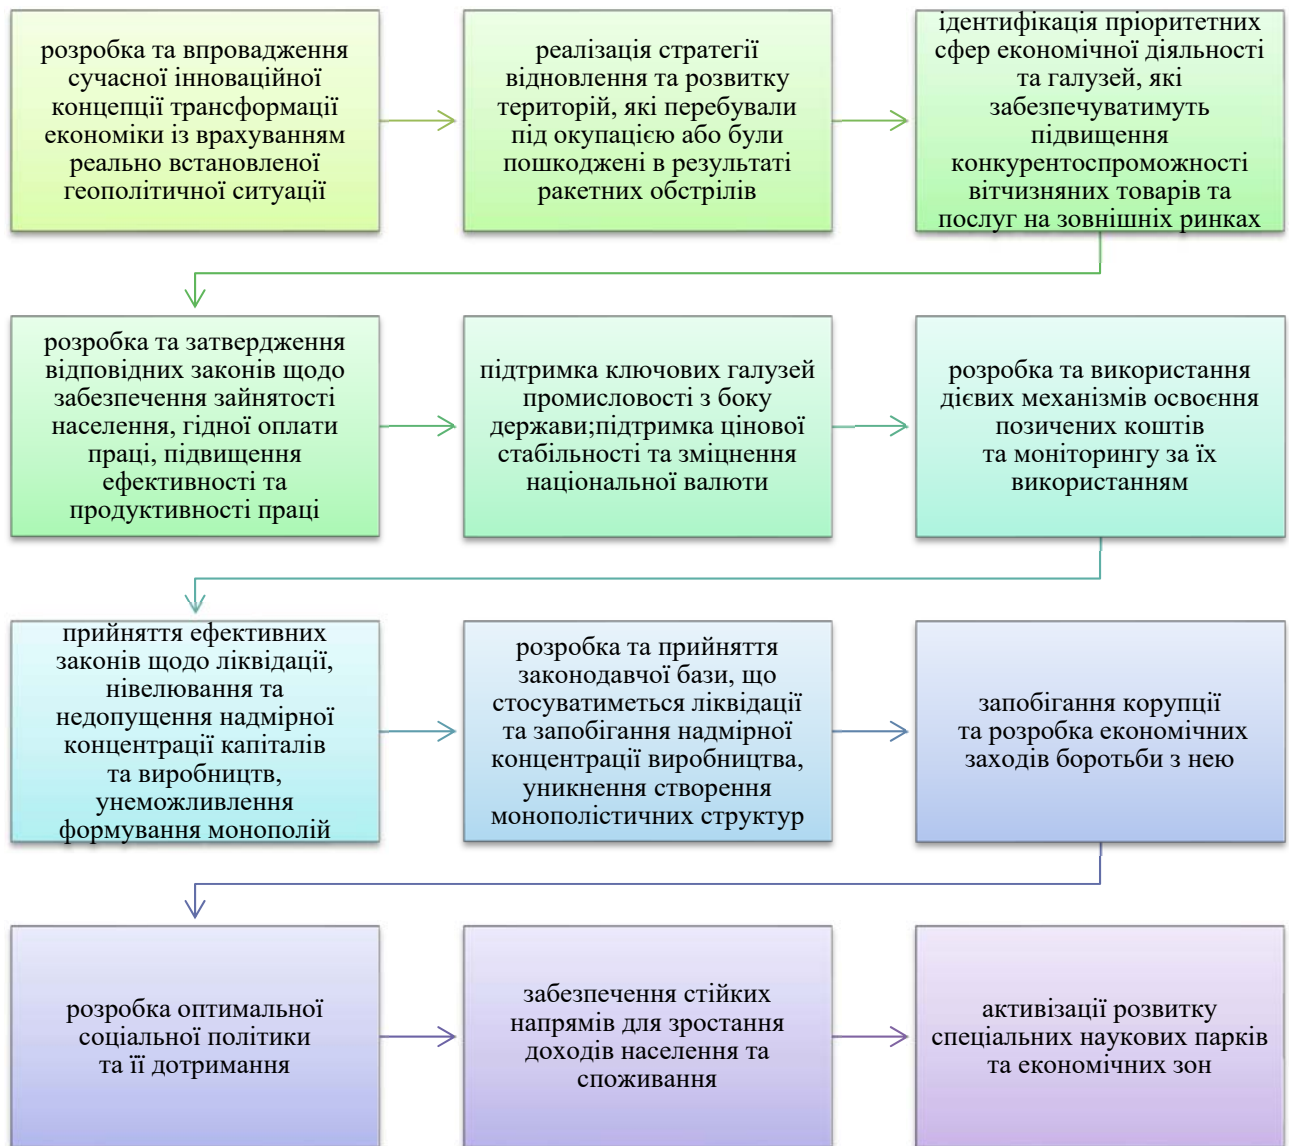 розробка та впровадження
сучасної інноваційної
концепції трансформації
економіки із врахуванням
реально встановленої
геополітичної ситуації
реалізація стратегії
відновлення та розвитку
територій, які перебували
під окупацією або були
пошкоджені в результаті
ракетних обстрілів
ідентифікація пріоритетних
сфер економічної діяльності
та галузей, які
забезпечуватимуть
підвищення
конкурентоспроможності
вітчизняних товарів та
послуг на зовнішніх ринках
розробка та затвердження
відповідних законів щодо
забезпечення зайнятості
населення, гідної оплати
праці, підвищення
ефективності та
продуктивності праці
підтримка ключових галузей
промисловості з боку
держави;підтримка цінової
стабільності та зміцнення
національної валюти
розробка та використання
дієвих механізмів освоєння
позичених коштів
та моніторингу за їх
використанням
прийняття ефективних
законів щодо ліквідації,
нівелювання та
недопущення надмірної
концентрації капіталів
та виробництв,
унеможливлення
формування монополій
розробка та прийняття
законодавчої бази, що
стосуватиметься ліквідації
та запобігання надмірної
концентрації виробництва,
уникнення створення
монополістичних структур
запобігання корупції
та розробка економічних
заходів боротьби з нею
розробка оптимальної
соціальної політики
та її дотримання
забезпечення стійких
напрямів для зростання
доходів населення та
споживання
активізації розвитку
спеціальних наукових парків
та економічних зон